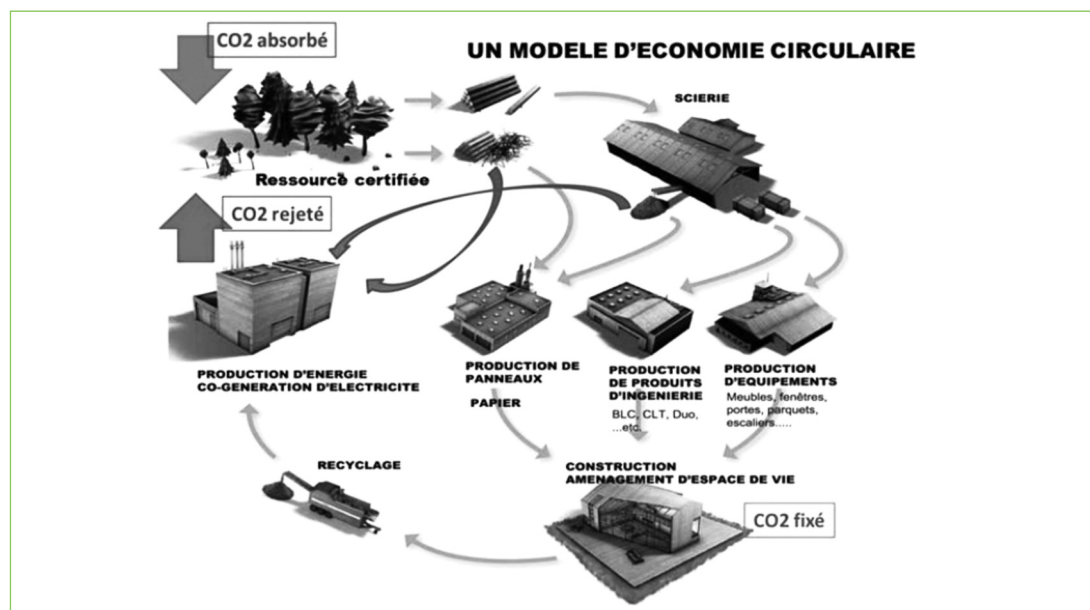 CO2 absorbé
UN MODELE D'ECONOMIE CIRCULAIRE
SCIERIE
Ressource certifiée
CO2 rejeté
PRODUCTION D'ENERGIE
CO-GENERATION D'ELECTRICITE
PRODUCTION DE
PANNEAUX
PAPIER
PRODUCTION
DE PRODUITS
D'INGENIERIE
BLC, CLT, Duo,
...etc.
PRODUCTION
D'EQUIPEMENTS
Meubles, fenêtres,
portes, parquets,
escaliers.....
RECYCLAGE
CONSTRUCTION
AMENAGEMENT D'ESPACE DE VIE
CO2 fixé